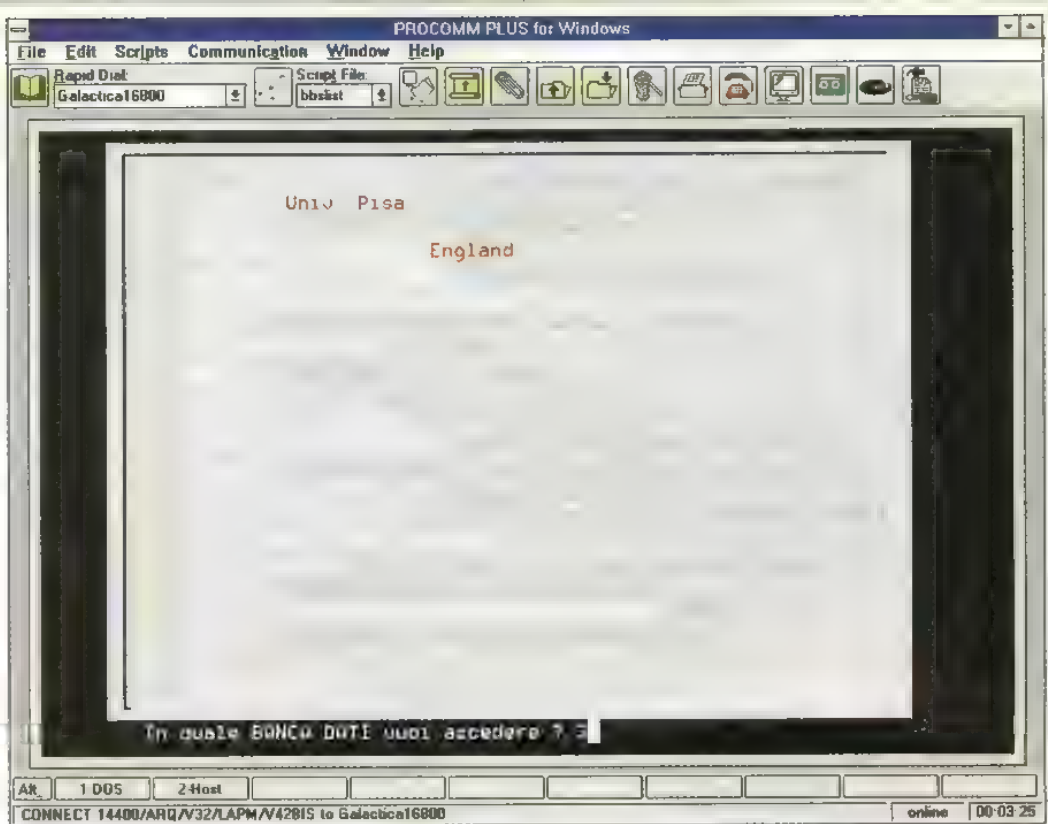 PROCOMM PLUS for Windows
File Edit Scripts Communication Window Help
Rapid Dial: Script File:
Galactica16800 bbslist
Univ Pisa
England
In quale BANCA DATI vuoi accedere ?
Alt 1 DOS 2-Host
CONNECT 14400/ARQ/V32/LAPM/V42BIS to Galactica16800 online 00:03:25